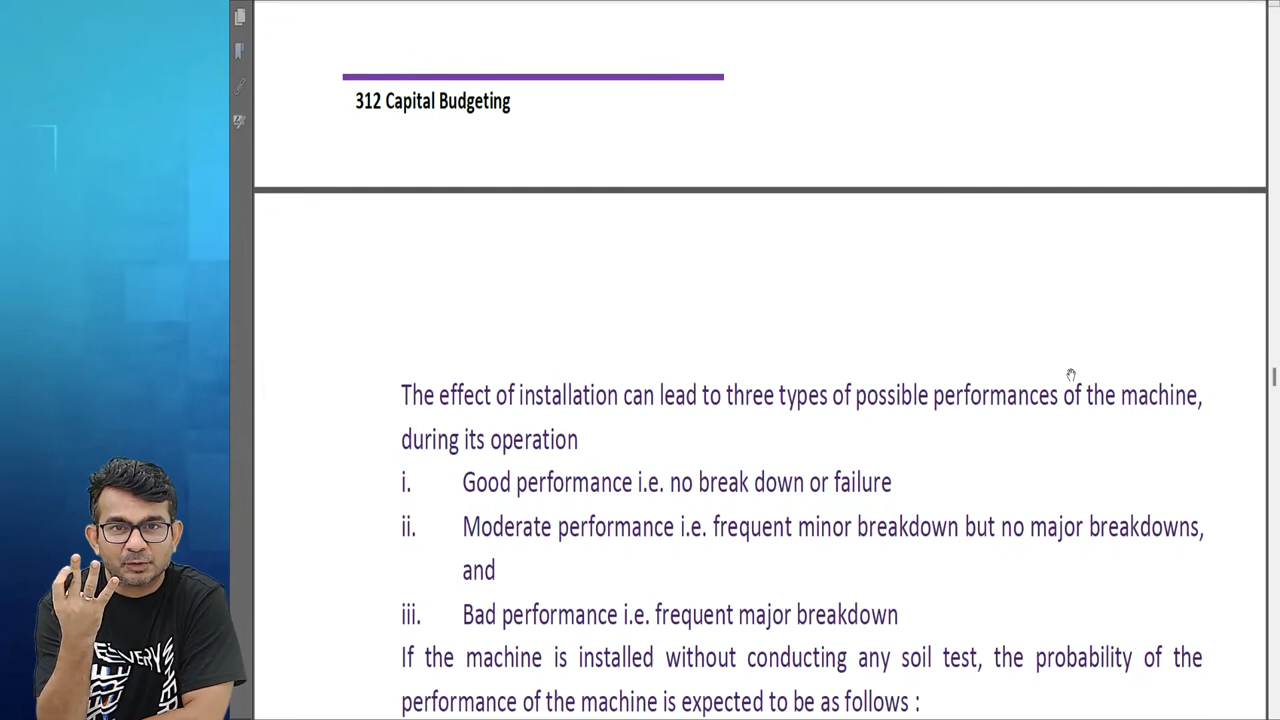 312 Capital Budgeting
The effect of installation can lead to three types of possible performances of the machine,
during its operation
i. Good performance i.e. no break down or failure
ii. Moderate performance i.e. frequent minor breakdown but no major breakdowns,
and
iii. Bad performance i.e. frequent major breakdown
If the machine is installed without conducting any soil test, the probability of the
performance of the machine is expected to be as follows :